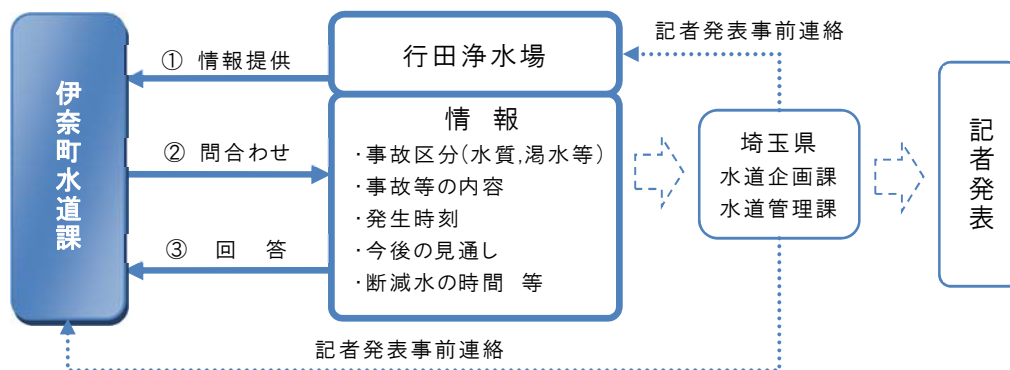 伊奈町水道課
① 情報提供
② 問合わせ
③ 回 答
行田浄水場
情 報
・事故区分(水質,渇水等)
・事故等の内容
・発生時刻
・今後の見通し
・断減水の時間 等
記者発表事前連絡
埼玉県
水道企画課
水道管理課
記者発表
記者発表事前連絡